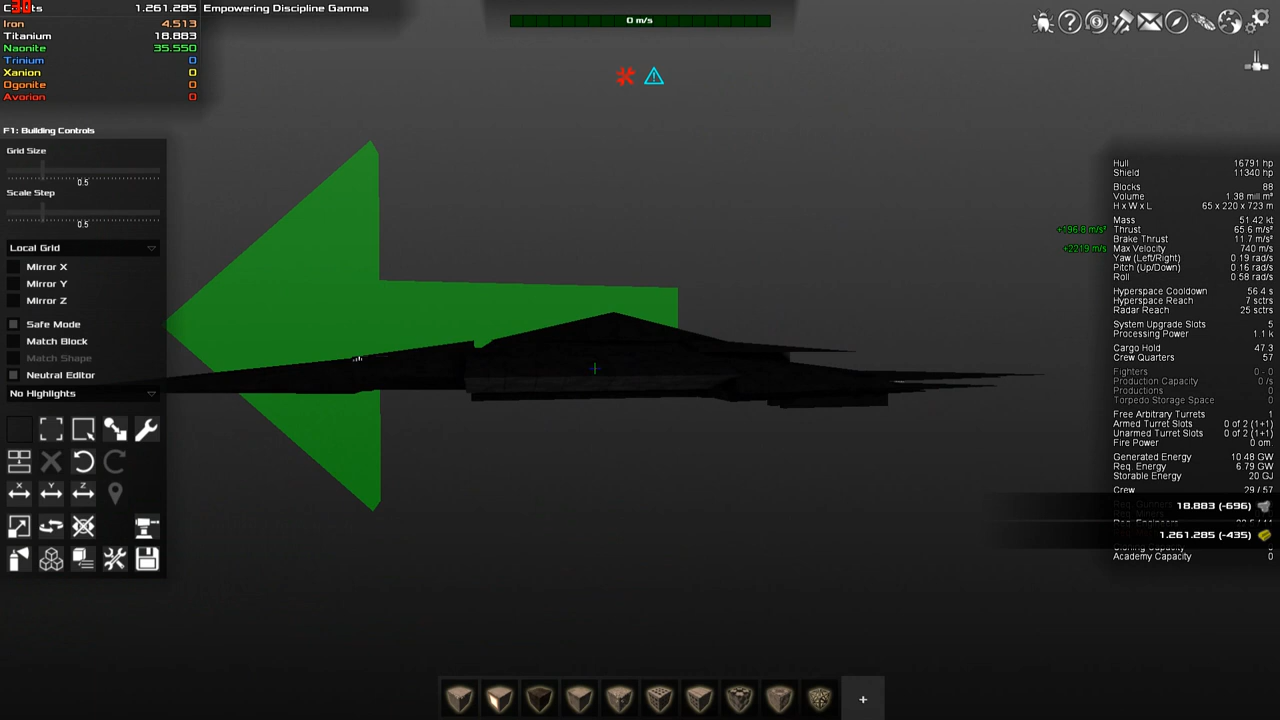 1.261.285
Empowering Discipline Gamma
0 m/s
Iron 4.513
Titanium 18.883
Naonite 35.550
Trinium 0
Xanion 0
Ogonite 0
Avorion 0
F1: Building Controls
Grid Size
0.5
Scale Step
0.5
Local Grid
Mirror X
Mirror Y
Mirror Z
Safe Mode
Match Block
Match Shape
Neutral Editor
No Highlights
X Y Z
Hull 16791 hp
Shield 11340 hp
Blocks 88
Volume 1.38 mill m³
H x W x L 65 x 220 x 723 m
Mass 51.42 kt
+196.8 m/s² Thrust 65.6 m/s²
Brake Thrust 11.7 m/s²
+2219 m/s Max Velocity 740 m/s
Yaw (Left/Right) 0.19 rad/s
Pitch (Up/Down) 0.16 rad/s
Roll 0.58 rad/s
Hyperspace Cooldown 56.4 s
Hyperspace Reach 7 sctrs
Radar Reach 25 sctrs
System Upgrade Slots 5
Processing Power 1.1 k
Cargo Hold 47.3
Crew Quarters 57
Fighters 0 - 0
Production Capacity 0 /s
Productions 0
Torpedo Storage Space 0
Free Arbitrary Turrets 1
Armed Turret Slots 0 of 2 (1+1)
Unarmed Turret Slots 0 of 2 (1+1)
Fire Power 0 om
Generated Energy 10.48 GW
Req. Energy 6.79 GW
Storable Energy 20 GJ
Crew 29 / 57
18.883 (-696)
1.261.285 (-435)
Academy Capacity 0
+